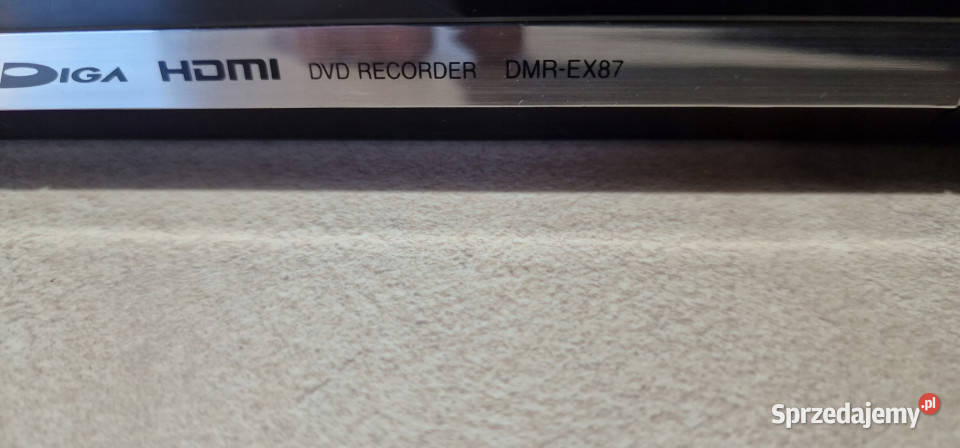 DIGA HDMI DVD RECORDER DMR-EX87
Sprzedajemy.pl